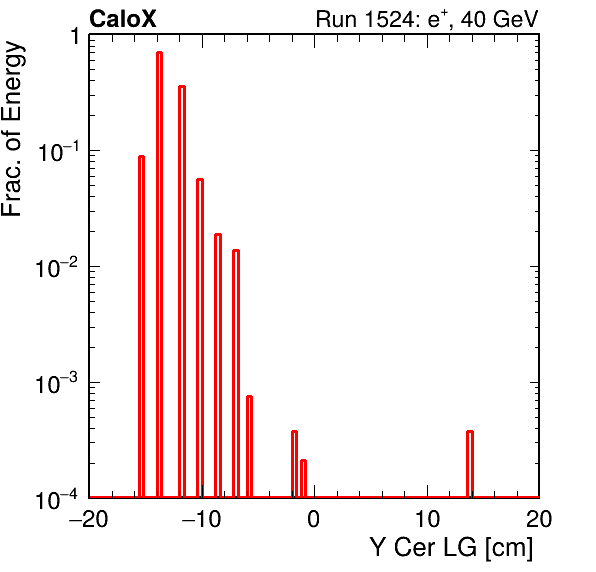 CaloX Run 1524: e⁺, 40 GeV
Frac. of Energy
1
10⁻¹
10⁻²
10⁻³
10⁻⁴
−20 −10 0 10 20
Y Cer LG [cm]